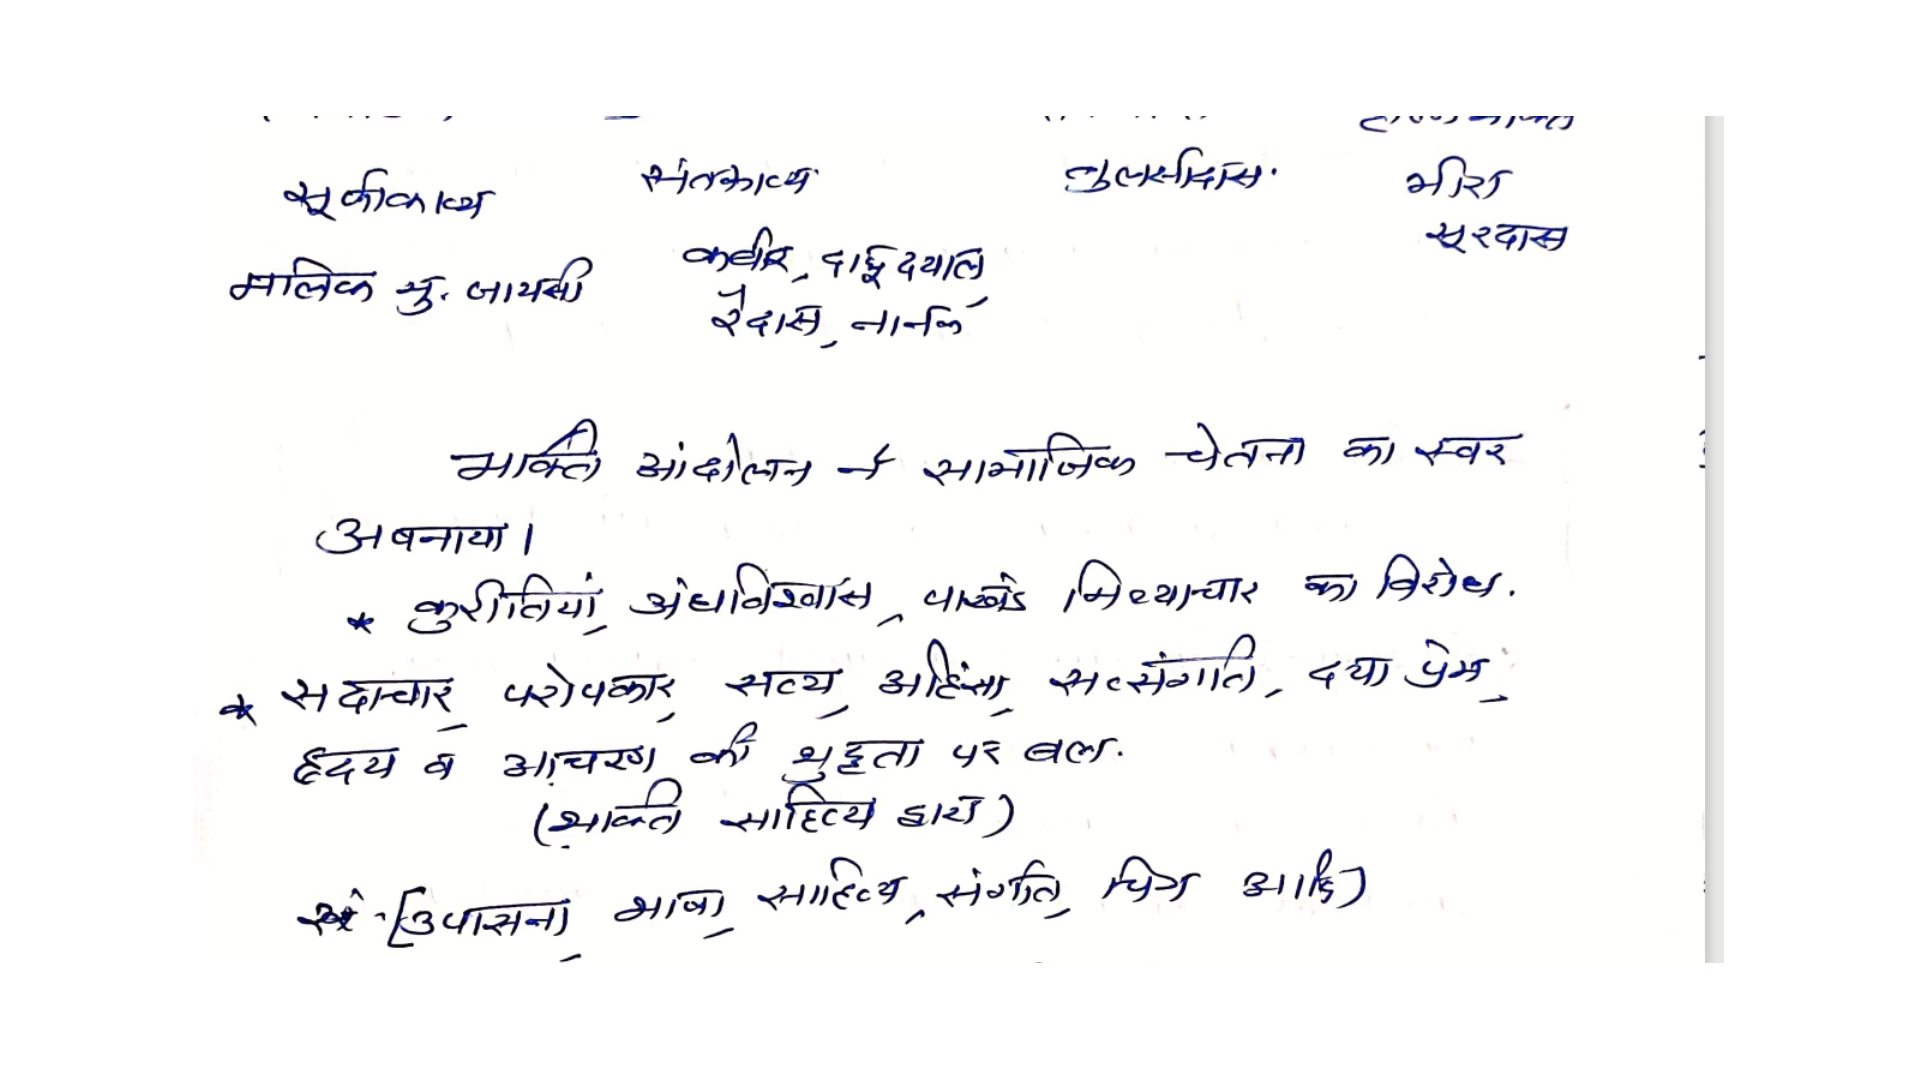 सूफीकाव्य संतकाव्य तुलसीदास. मीरा
सूरदास
मलिक मु. जायसी कबीर, दादू दयाल,
रैदास, नानक
भक्ति आंदोलन ने सामाजिक चेतना का स्वर
अपनाया।
* कुरीतियां, अंधविश्वास, पाखंड मिथ्याचार का विरोध.
* सदाचार, परोपकार, सत्य, अहिंसा, सत्संगति, दया प्रेम,
हृदय व आचरण की शुद्धता पर बल.
(भक्ति साहित्य द्वारा)
[उपासना, भाषा, साहित्य, संगीत, आदि)